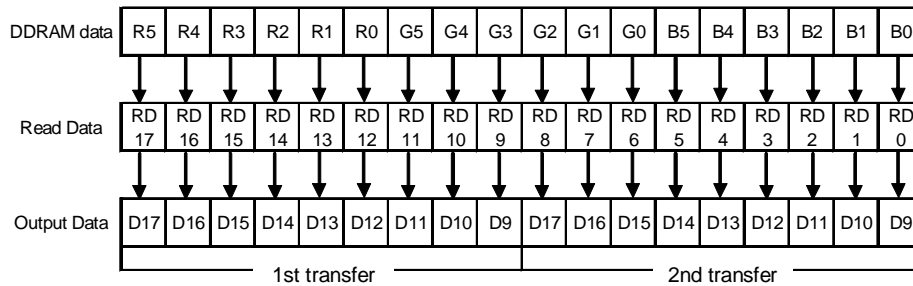 DDRAM data R5 R4 R3 R2 R1 R0 G5 G4 G3 G2 G1 G0 B5 B4 B3 B2 B1 B0
Read Data RD 17 RD 16 RD 15 RD 14 RD 13 RD 12 RD 11 RD 10 RD 9 RD 8 RD 7 RD 6 RD 5 RD 4 RD 3 RD 2 RD 1 RD 0
Output Data D17 D16 D15 D14 D13 D12 D11 D10 D9 D17 D16 D15 D14 D13 D12 D11 D10 D9
1st transfer 2nd transfer